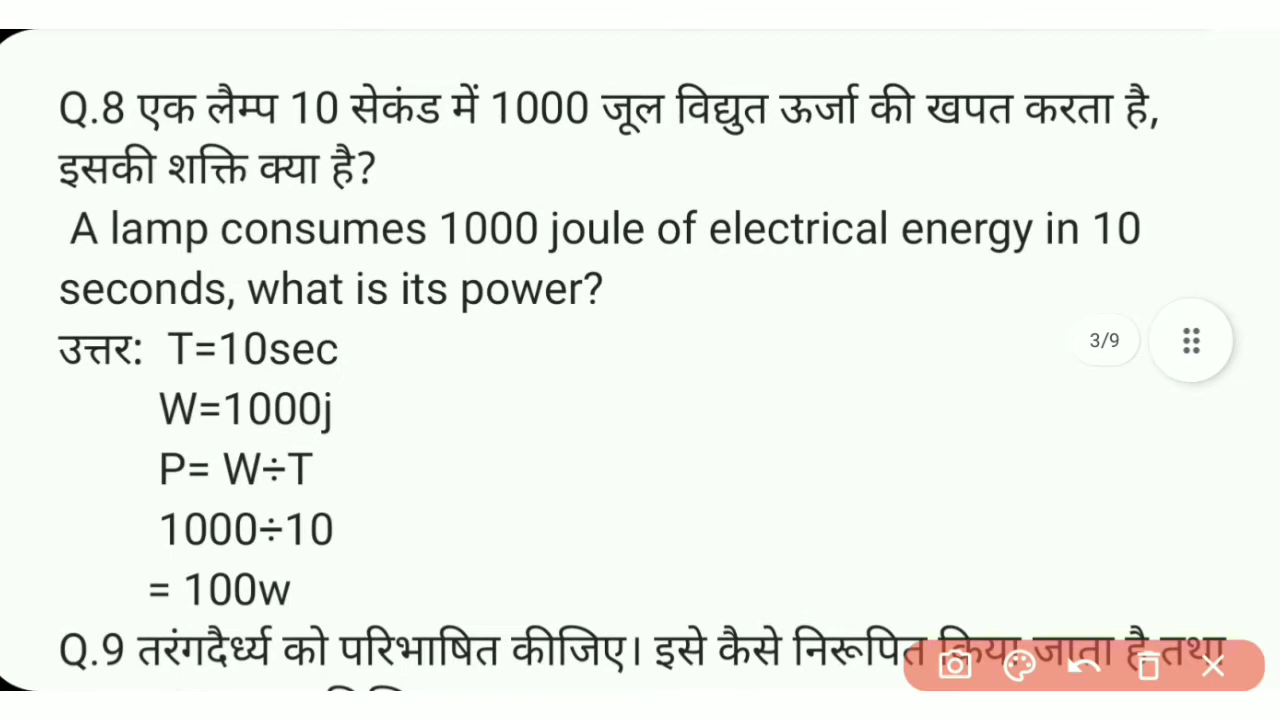 Q.8 एक लैम्प 10 सेकंड में 1000 जूल विद्युत ऊर्जा की खपत करता है,
इसकी शक्ति क्या है?
A lamp consumes 1000 joule of electrical energy in 10
seconds, what is its power?
उत्तर: T=10sec
3/9
W=1000j
P= W÷T
1000÷10
= 100w
Q.9 तरंगदैर्ध्य को परिभाषित कीजिए। इसे कैसे निरूपित किया जाता है तथा